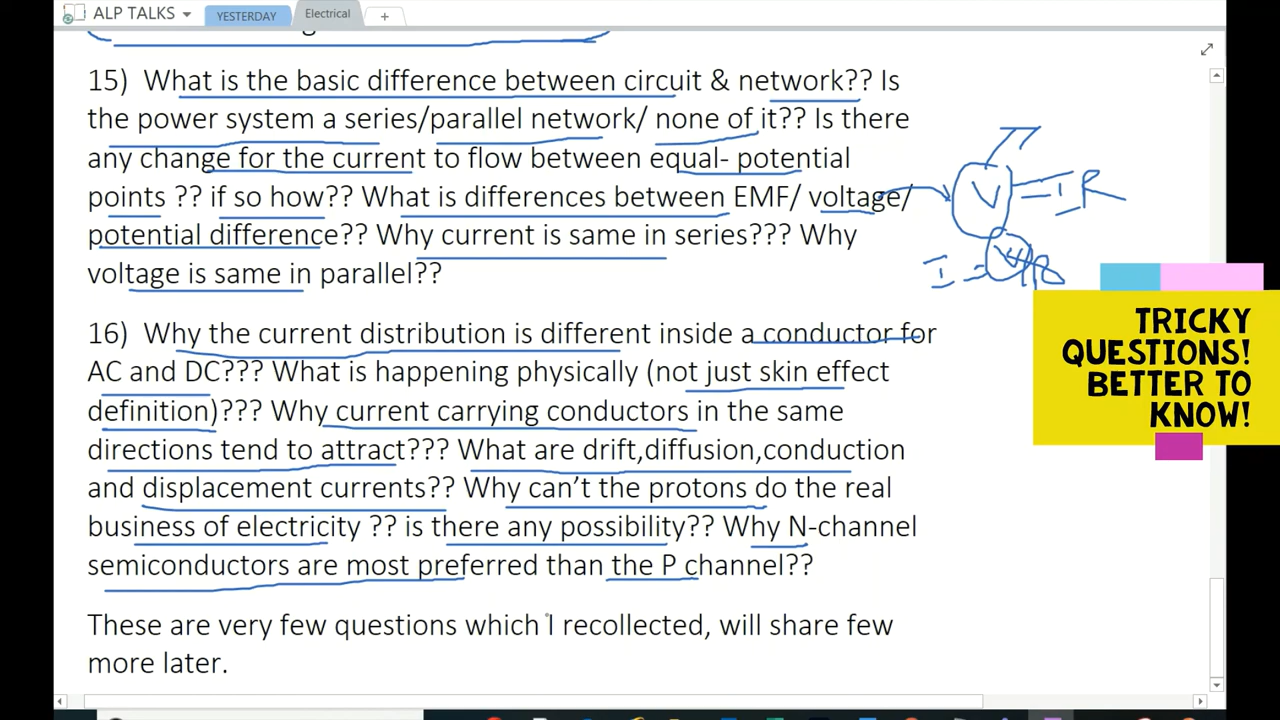 ALP TALKS
YESTERDAY
Electrical
15) What is the basic difference between circuit & network?? Is
the power system a series/parallel network/ none of it?? Is there
any change for the current to flow between equal- potential
points ?? if so how?? What is differences between EMF/ voltage/
potential difference?? Why current is same in series??? Why
voltage is same in parallel??
V = IR
I = V/R
16) Why the current distribution is different inside a conductor for
AC and DC??? What is happening physically (not just skin effect
definition)??? Why current carrying conductors in the same
directions tend to attract??? What are drift,diffusion,conduction
and displacement currents?? Why can’t the protons do the real
business of electricity ?? is there any possibility?? Why N-channel
semiconductors are most preferred than the P channel??
These are very few questions which I recollected, will share few
more later.
TRICKY
QUESTIONS!
BETTER TO
KNOW!